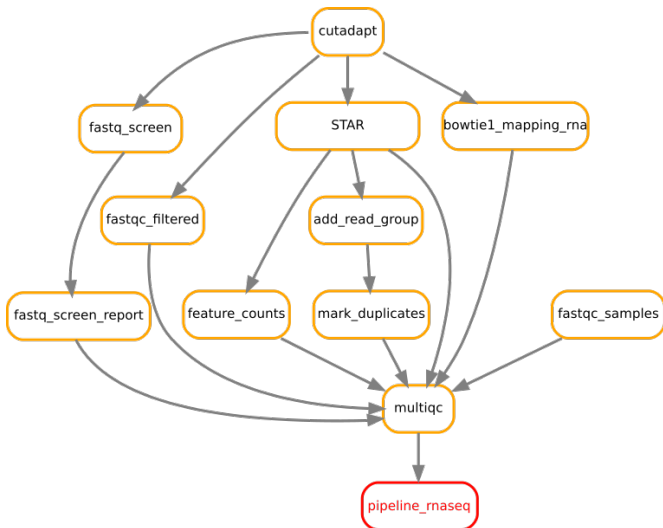 cutadapt
fastq_screen
STAR
bowtie1_mapping_rna
fastqc_filtered
add_read_group
fastq_screen_report
feature_counts
mark_duplicates
fastqc_samples
multiqc
pipeline_rnaseq